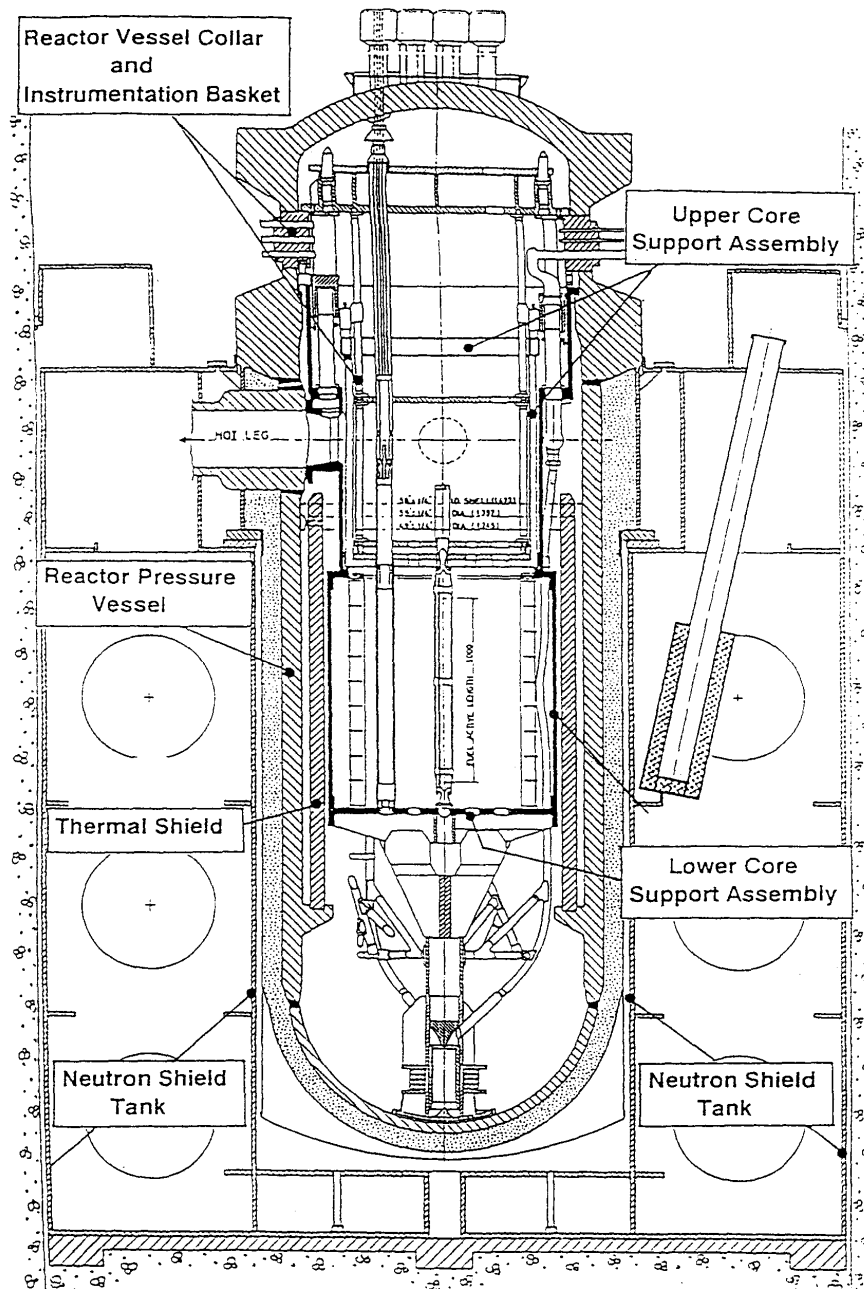 Reactor Vessel Collar
and
Instrumentation Basket
Upper Core
Support Assembly
HOT LEG
Reactor Pressure
Vessel
Thermal Shield
Lower Core
Support Assembly
Neutron Shield
Tank
Neutron Shield
Tank